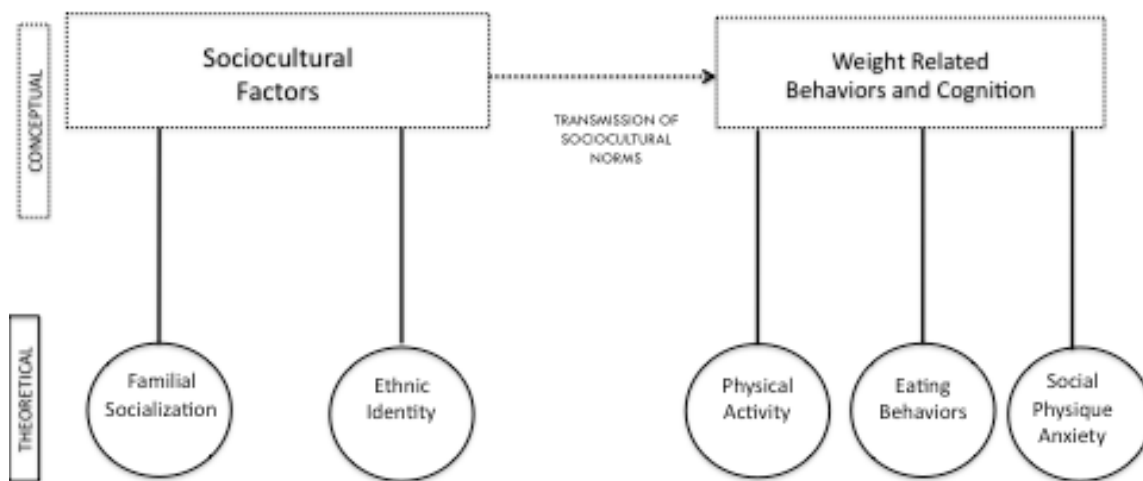 CONCEPTUAL
Sociocultural
Factors
TRANSMISSION OF
SOCIOCULTURAL
NORMS
Weight Related
Behaviors and Cognition
THEORETICAL
Familial
Socialization
Ethnic
Identity
Physical
Activity
Eating
Behaviors
Social
Physique
Anxiety